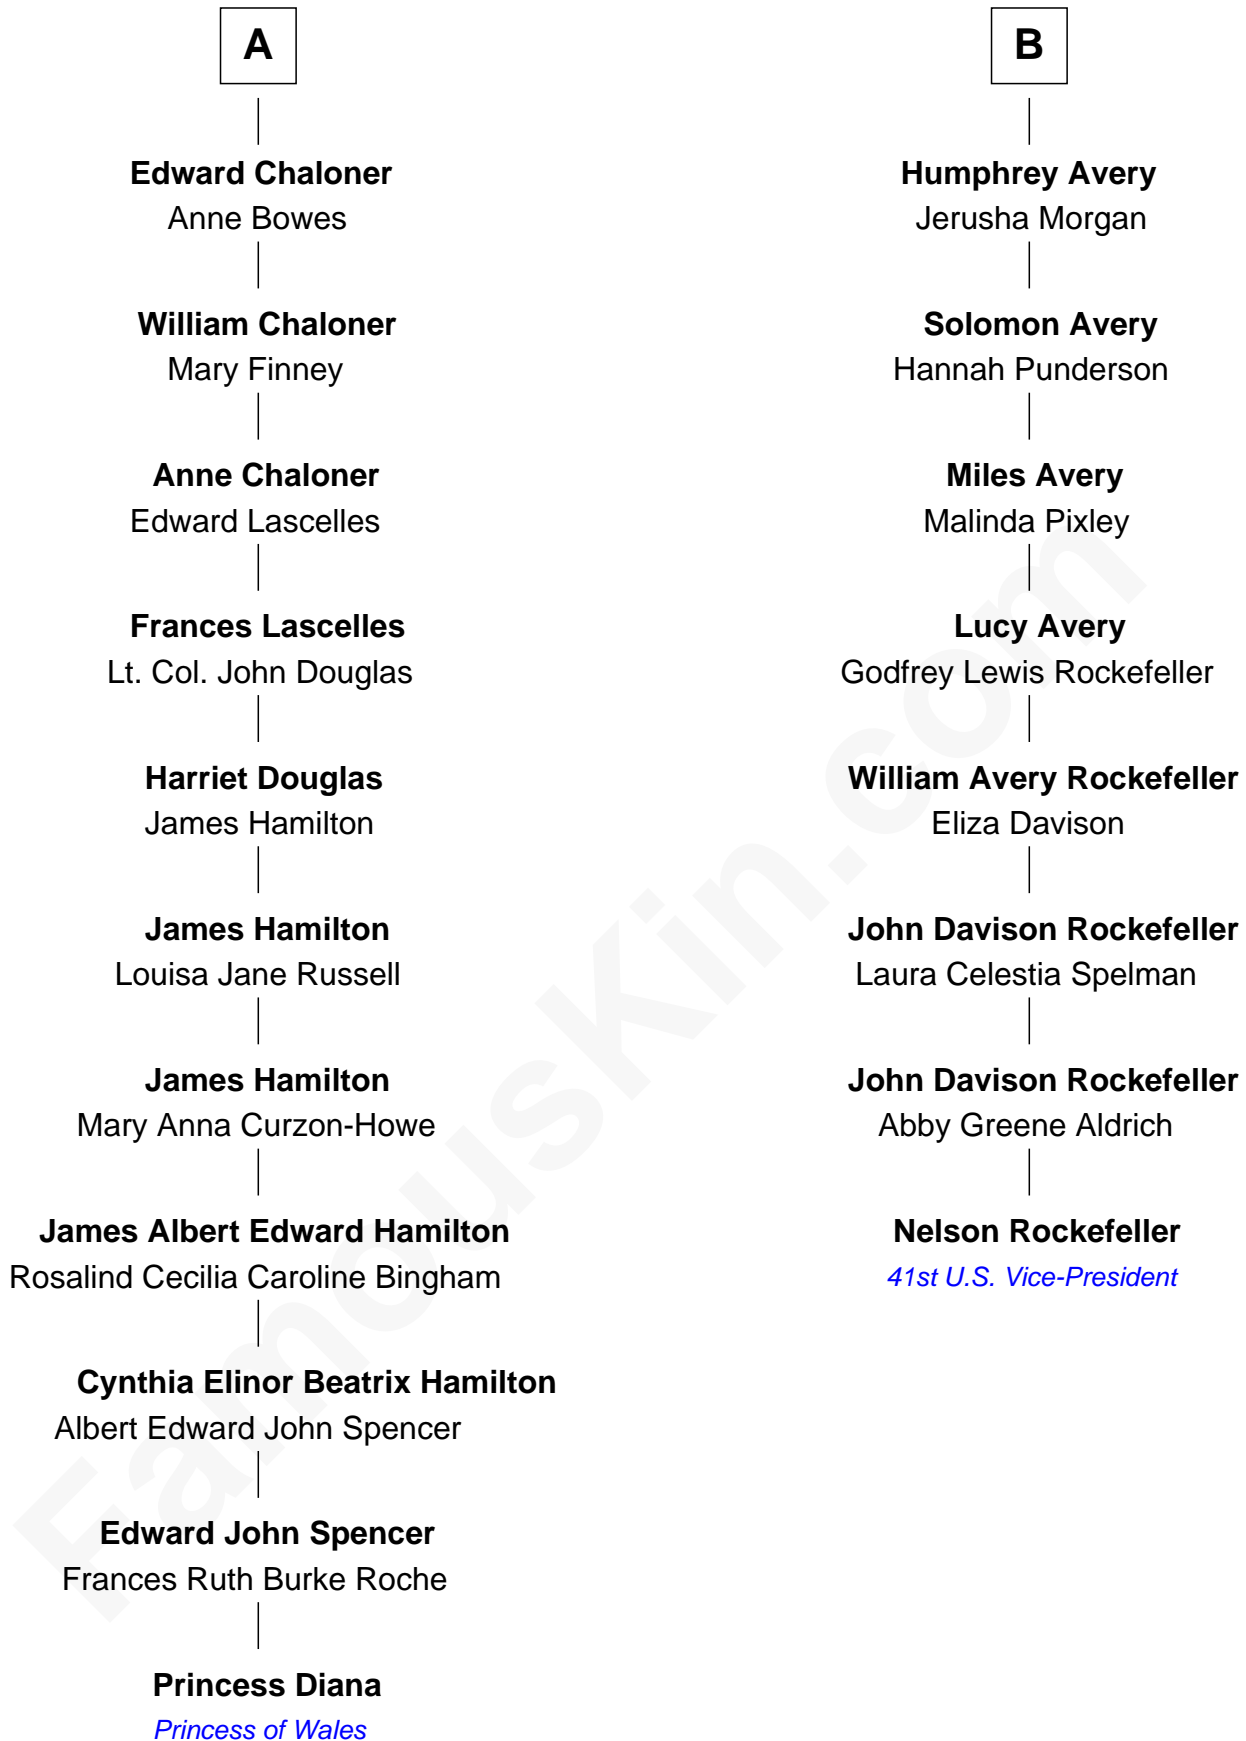 A
Edward Chaloner
Anne Bowes
William Chaloner
Mary Finney
Anne Chaloner
Edward Lascelles
Frances Lascelles
Lt. Col. John Douglas
Harriet Douglas
James Hamilton
James Hamilton
Louisa Jane Russell
James Hamilton
Mary Anna Curzon-Howe
James Albert Edward Hamilton
Rosalind Cecilia Caroline Bingham
Cynthia Elinor Beatrix Hamilton
Albert Edward John Spencer
Edward John Spencer
Frances Ruth Burke Roche
Princess Diana
Princess of Wales
B
Humphrey Avery
Jerusha Morgan
Solomon Avery
Hannah Punderson
Miles Avery
Malinda Pixley
Lucy Avery
Godfrey Lewis Rockefeller
William Avery Rockefeller
Eliza Davison
John Davison Rockefeller
Laura Celestia Spelman
John Davison Rockefeller
Abby Greene Aldrich
Nelson Rockefeller
41st U.S. Vice-President
FamousKin.com